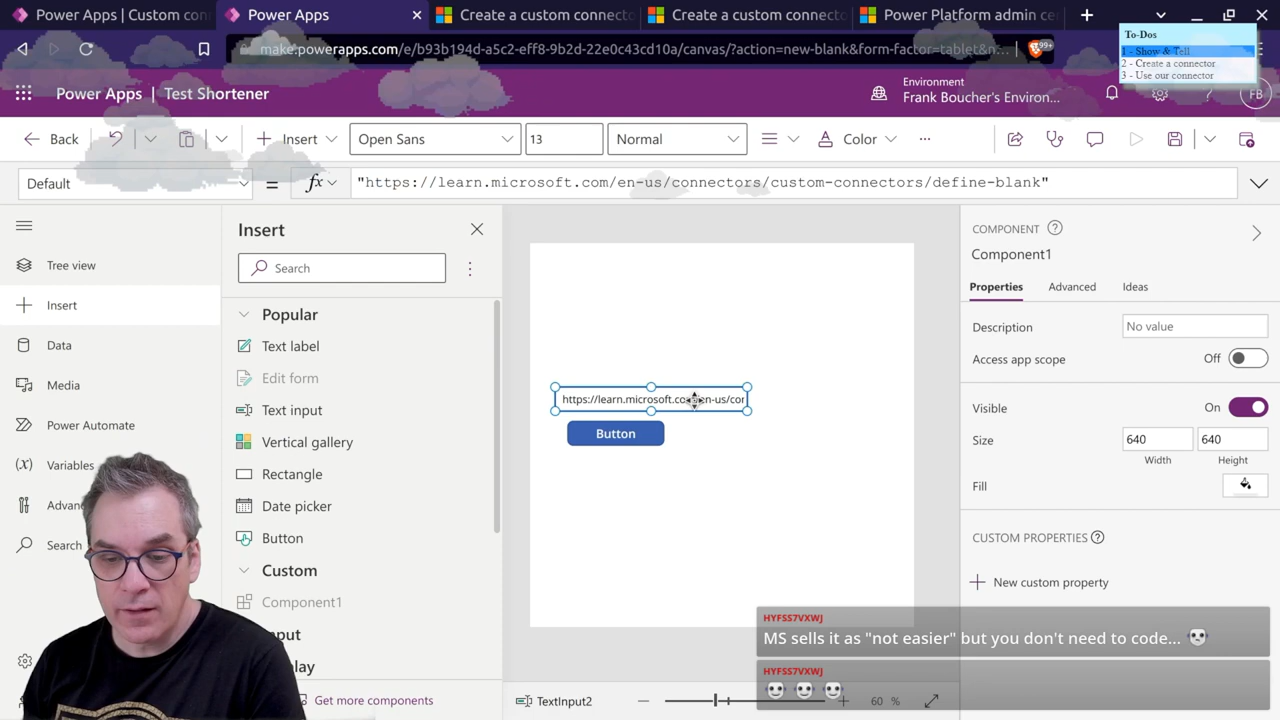 Power Apps | Custom con
Power Apps
Create a custom connecto
Create a custom connecto
Power Platform admin ce
make.powerapps.com/e/b93b194d-a5c2-eff8-9b2d-22e0c43cd10a/canvas/?action=new-blank&form-factor=tablet&n...
99+
To-Dos
1 - Show & Tell
2 - Create a connector
3 - Use our connector
Power Apps | Test Shortener
Environment
Frank Boucher's Environ...
FB
Back
Insert
Open Sans
13
Normal
Color
...
Default
=
fx
"https://learn.microsoft.com/en-us/connectors/custom-connectors/define-blank"
Tree view
Insert
Data
Media
Power Automate
Variables
Advan
Search
Insert
Search
Popular
Text label
Edit form
Text input
Vertical gallery
Rectangle
Date picker
Button
Custom
Component1
Get more components
https://learn.microsoft.co
en-us/cor
Button
TextInput2
60 %
COMPONENT
Component1
Properties
Advanced
Ideas
Description
No value
Access app scope
Off
Visible
On
Size
640
640
Width
Height
Fill
CUSTOM PROPERTIES
New custom property
HYFSS7VXWJ
MS sells it as "not easier" but you don't need to code...
HYFSS7VXWJ